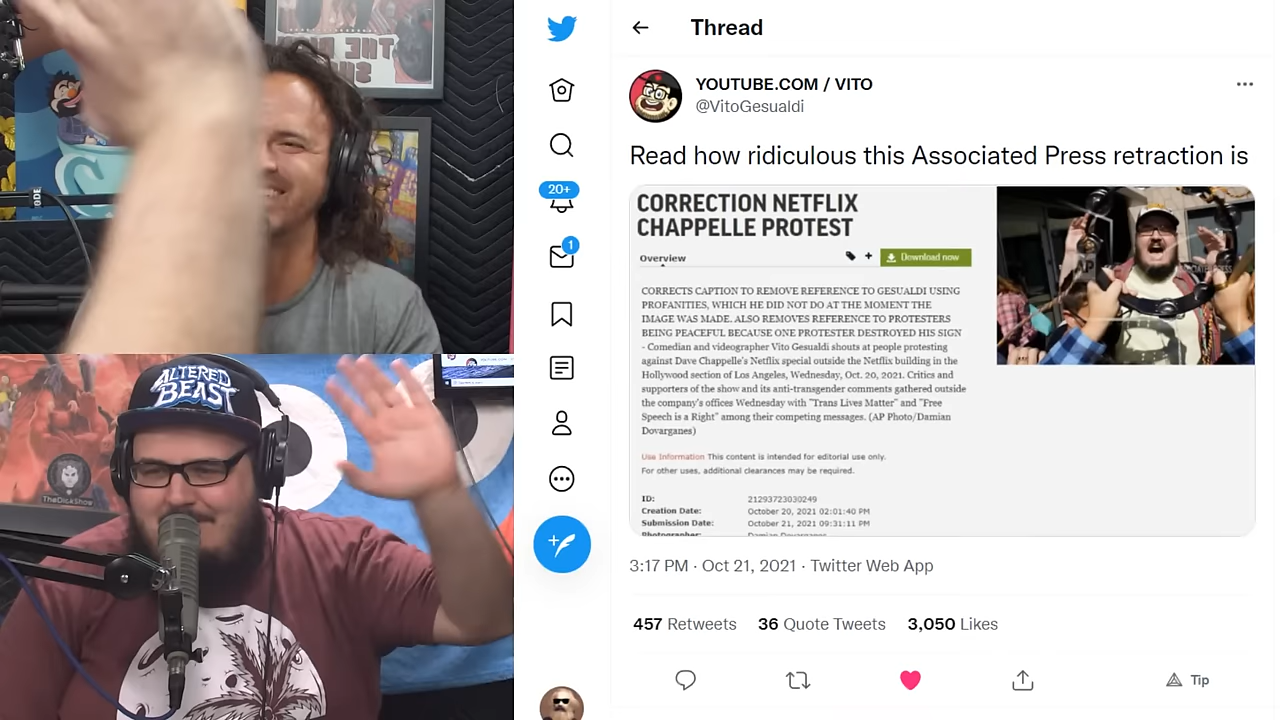 Thread
YOUTUBE.COM / VITO
@VitoGesualdi
Read how ridiculous this Associated Press retraction is
CORRECTION NETFLIX
CHAPPELLE PROTEST
Overview
Download now
CORRECTS CAPTION TO REMOVE REFERENCE TO GESUALDI USING
PROFANITIES, WHICH HE DID NOT DO AT THE MOMENT THE
IMAGE WAS MADE. ALSO REMOVES REFERENCE TO PROTESTERS
BEING PEACEFUL BECAUSE ONE PROTESTER DESTROYED HIS SIGN
- Comedian and videographer Vito Gesualdi shouts at people protesting
against Dave Chappelle's Netflix special outside the Netflix building in the
Hollywood section of Los Angeles, Wednesday, Oct. 20, 2021. Critics and
supporters of the show and its anti-transgender comments gathered outside
the company's offices Wednesday with "Trans Lives Matter" and "Free
Speech is a Right" among their competing messages. (AP Photo/Damian
Dovarganes)
Use Information This content is intended for editorial use only.
For other uses, additional clearances may be required.
ID: 21293723030249
Creation Date: October 20, 2021 02:01:40 PM
Submission Date: October 21, 2021 09:31:11 PM
Photographer: Damian Dovarganes
AP
3:17 PM · Oct 21, 2021 · Twitter Web App
457 Retweets 36 Quote Tweets 3,050 Likes
Tip
20+
1
ALTERED
BEAST
TheDickShow